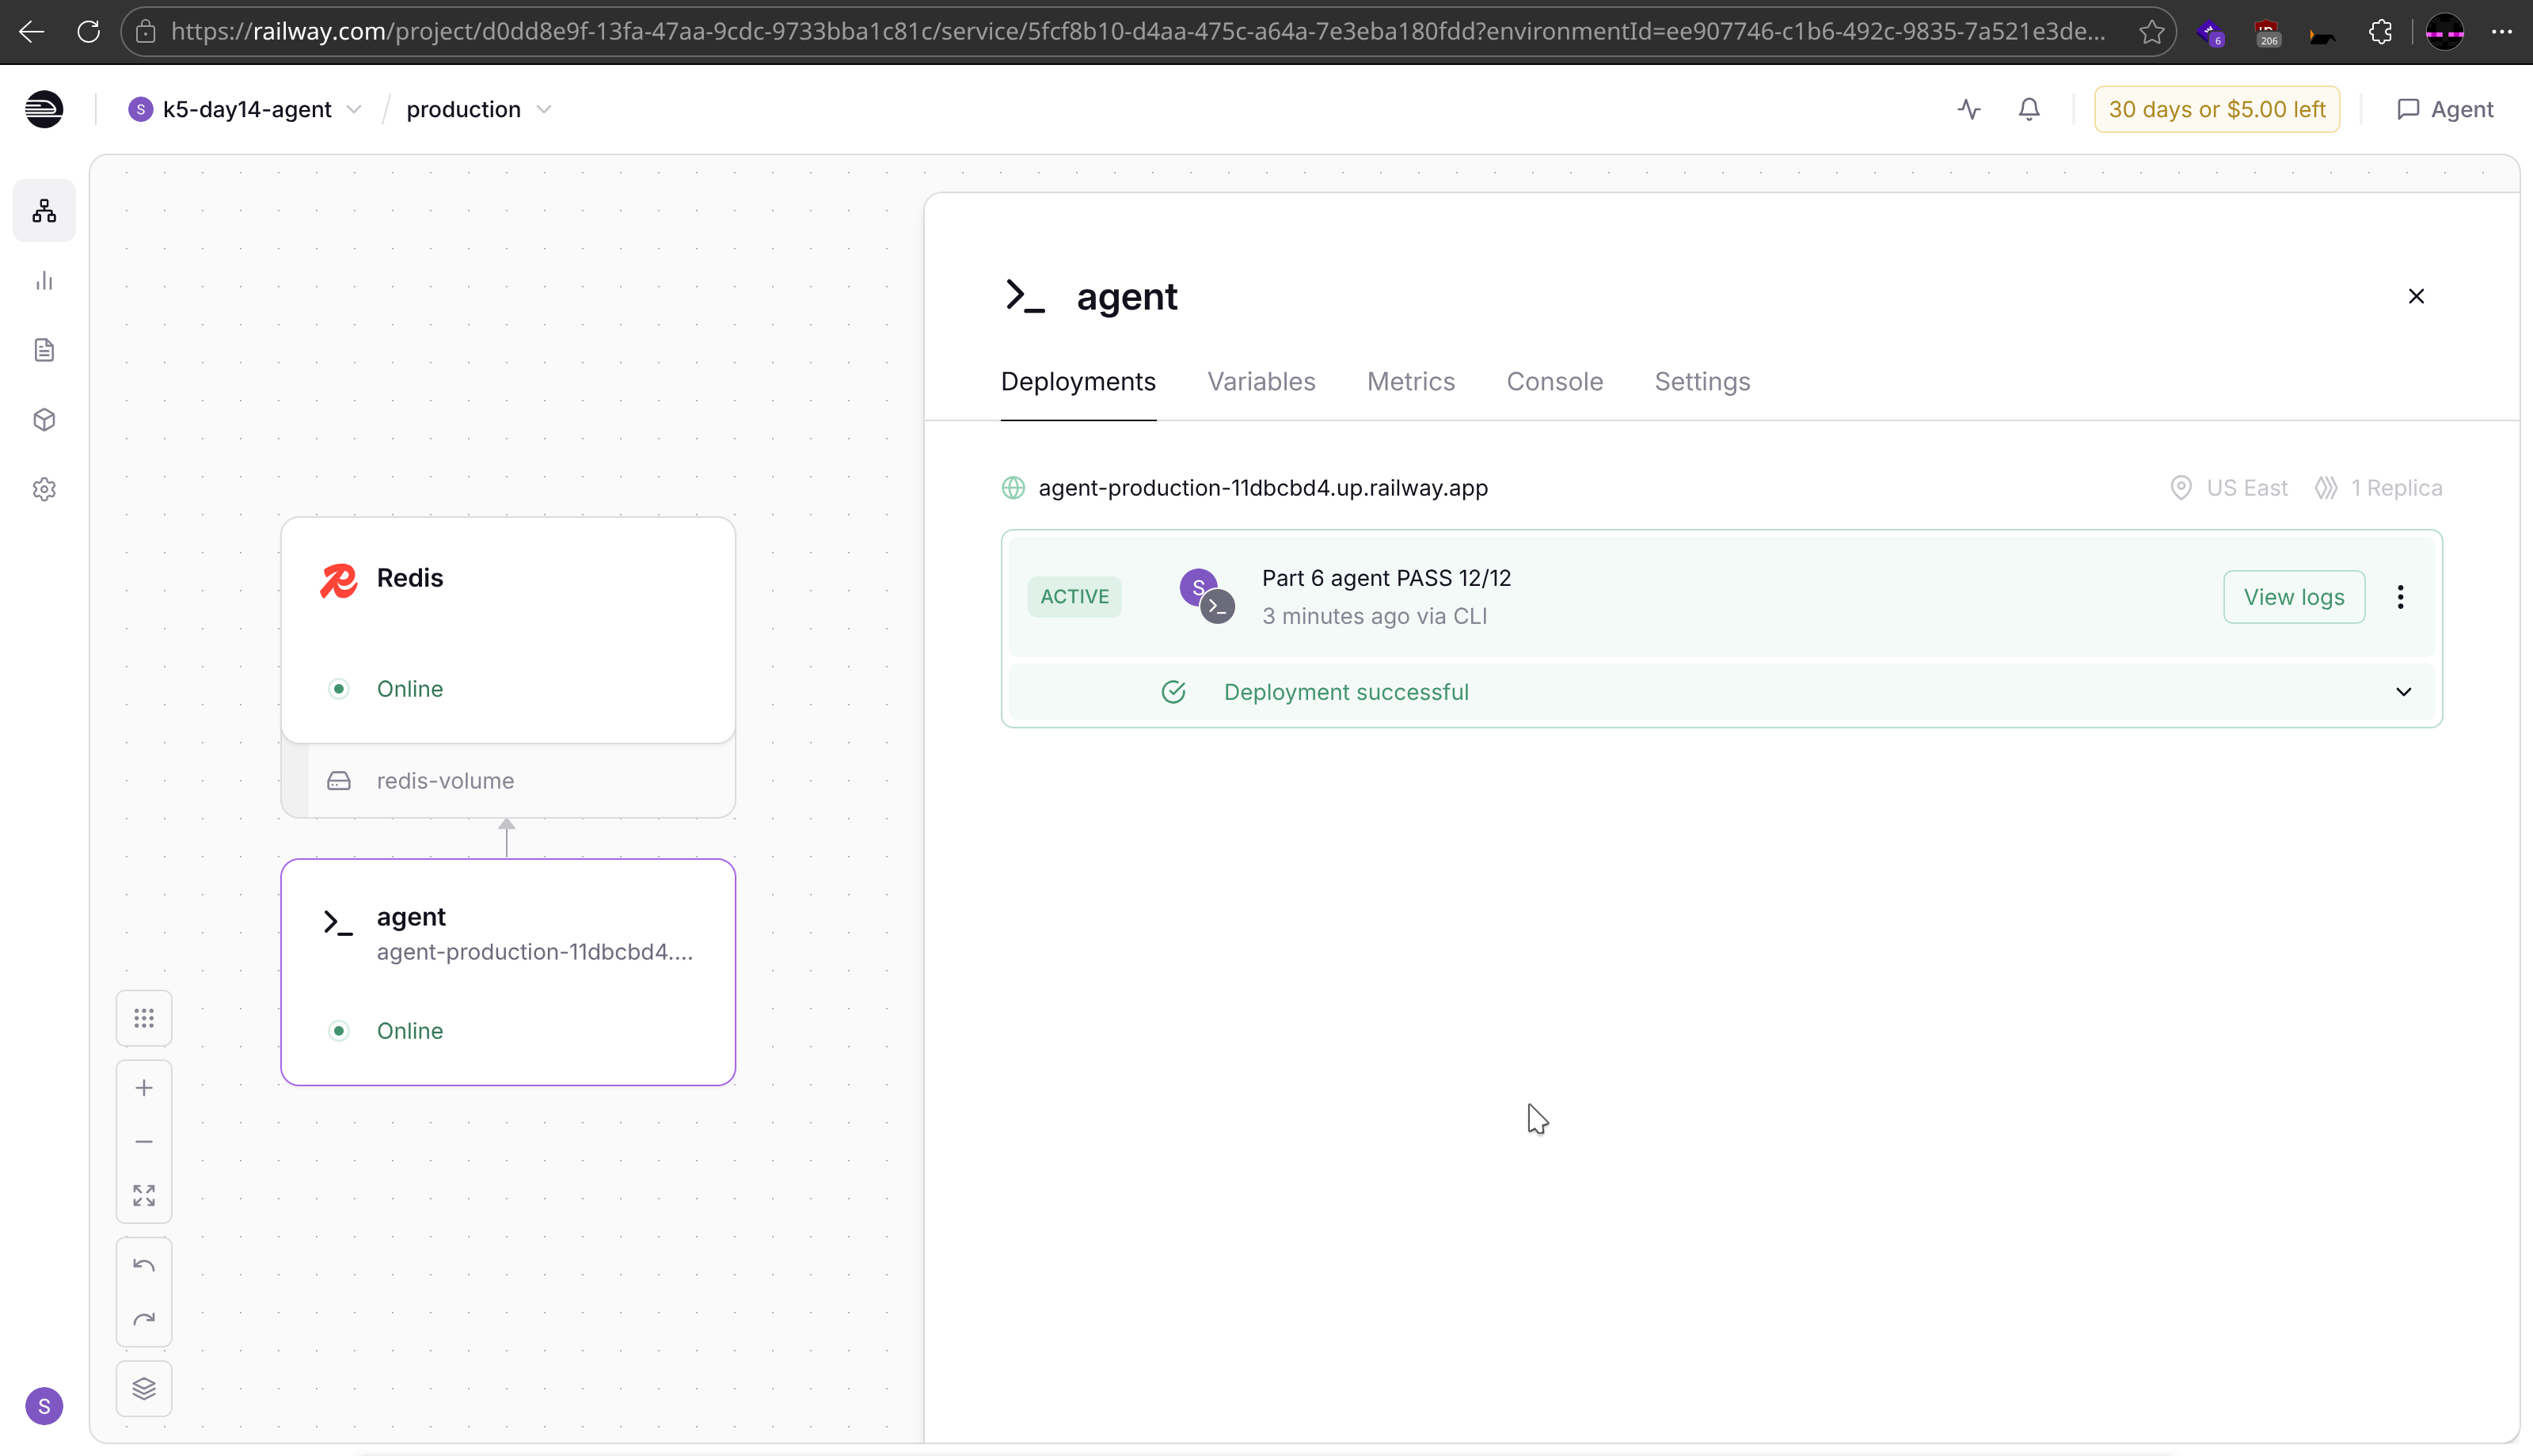 https://railway.com/project/d0dd8e9f-13fa-47aa-9cdc-9733bba1c81c/service/5fcf8b10-d4aa-475c-a64a-7e3eba180fdd?environmentId=ee907746-c1b6-492c-9835-7a521e3de...
6
206
S k5-day14-agent / production
30 days or $5.00 left
Agent
Redis
Online
redis-volume
agent
agent-production-11dbcbd4....
Online
S
agent
Deployments Variables Metrics Console Settings
agent-production-11dbcbd4.up.railway.app
US East 1 Replica
ACTIVE
S
Part 6 agent PASS 12/12
3 minutes ago via CLI
View logs
Deployment successful